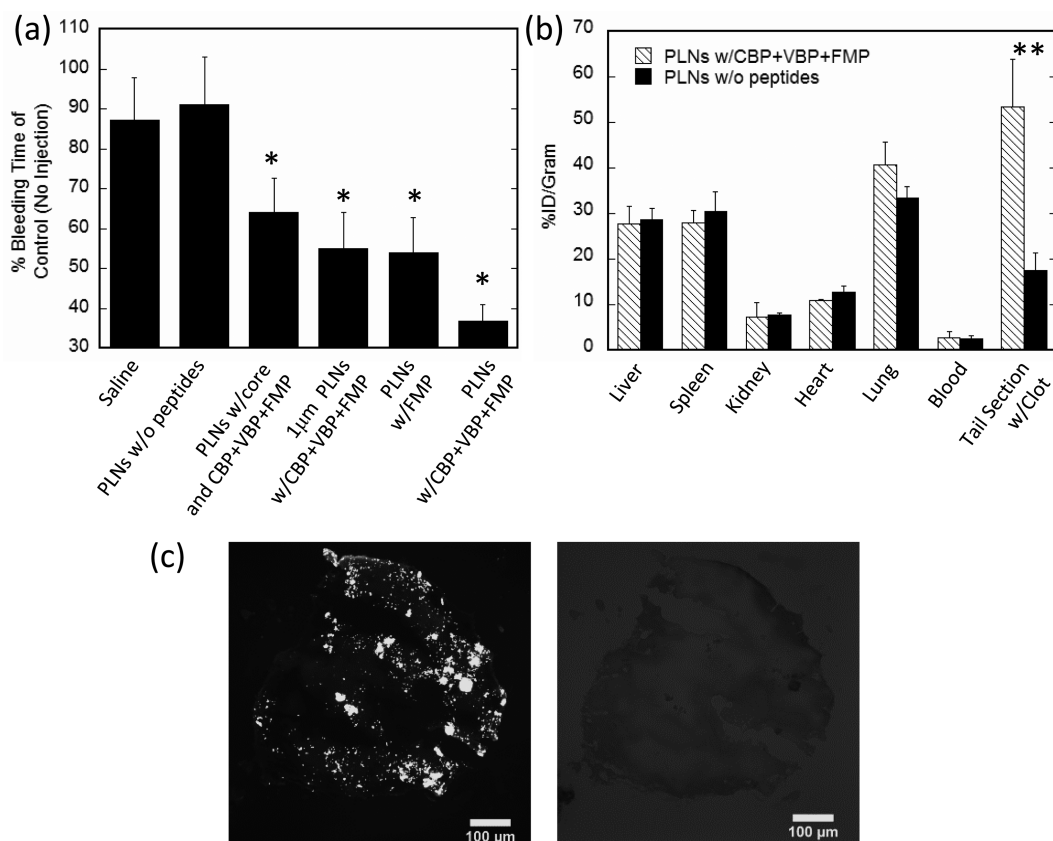 (a)
110
100
90
80
70
60
50
40
30
% Bleeding Time of
Control (No Injection)
*
*
*
*
Saline
PLNs w/o peptides
PLNs w/core
and CBP+VBP+FMP
1μm PLNs
w/CBP+VBP+FMP
PLNs
w/FMP
PLNs
w/CBP+VBP+FMP
(b)
70
60
50
40
30
20
10
0
%ID/Gram
PLNs w/CBP+VBP+FMP
PLNs w/o peptides
**
Liver
Spleen
Kidney
Heart
Lung
Blood
Tail Section
w/Clot
(c)
100 μm
100 μm